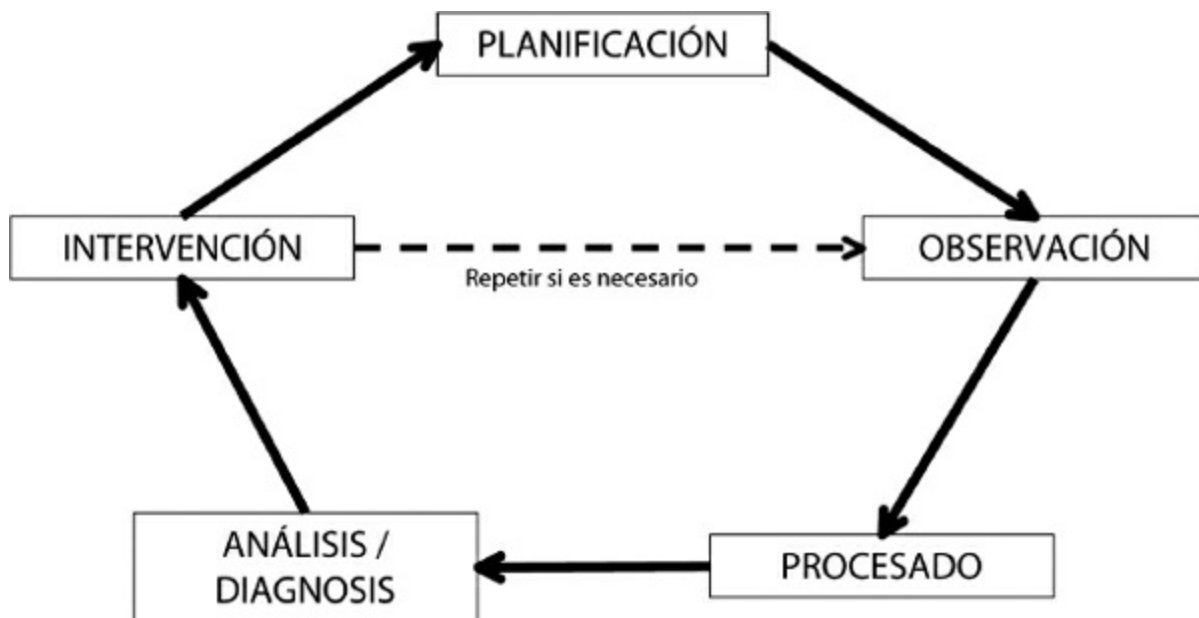 PLANIFICACIÓN
INTERVENCIÓN
Repetir si es necesario
OBSERVACIÓN
ANÁLISIS /
DIAGNOSIS
PROCESADO